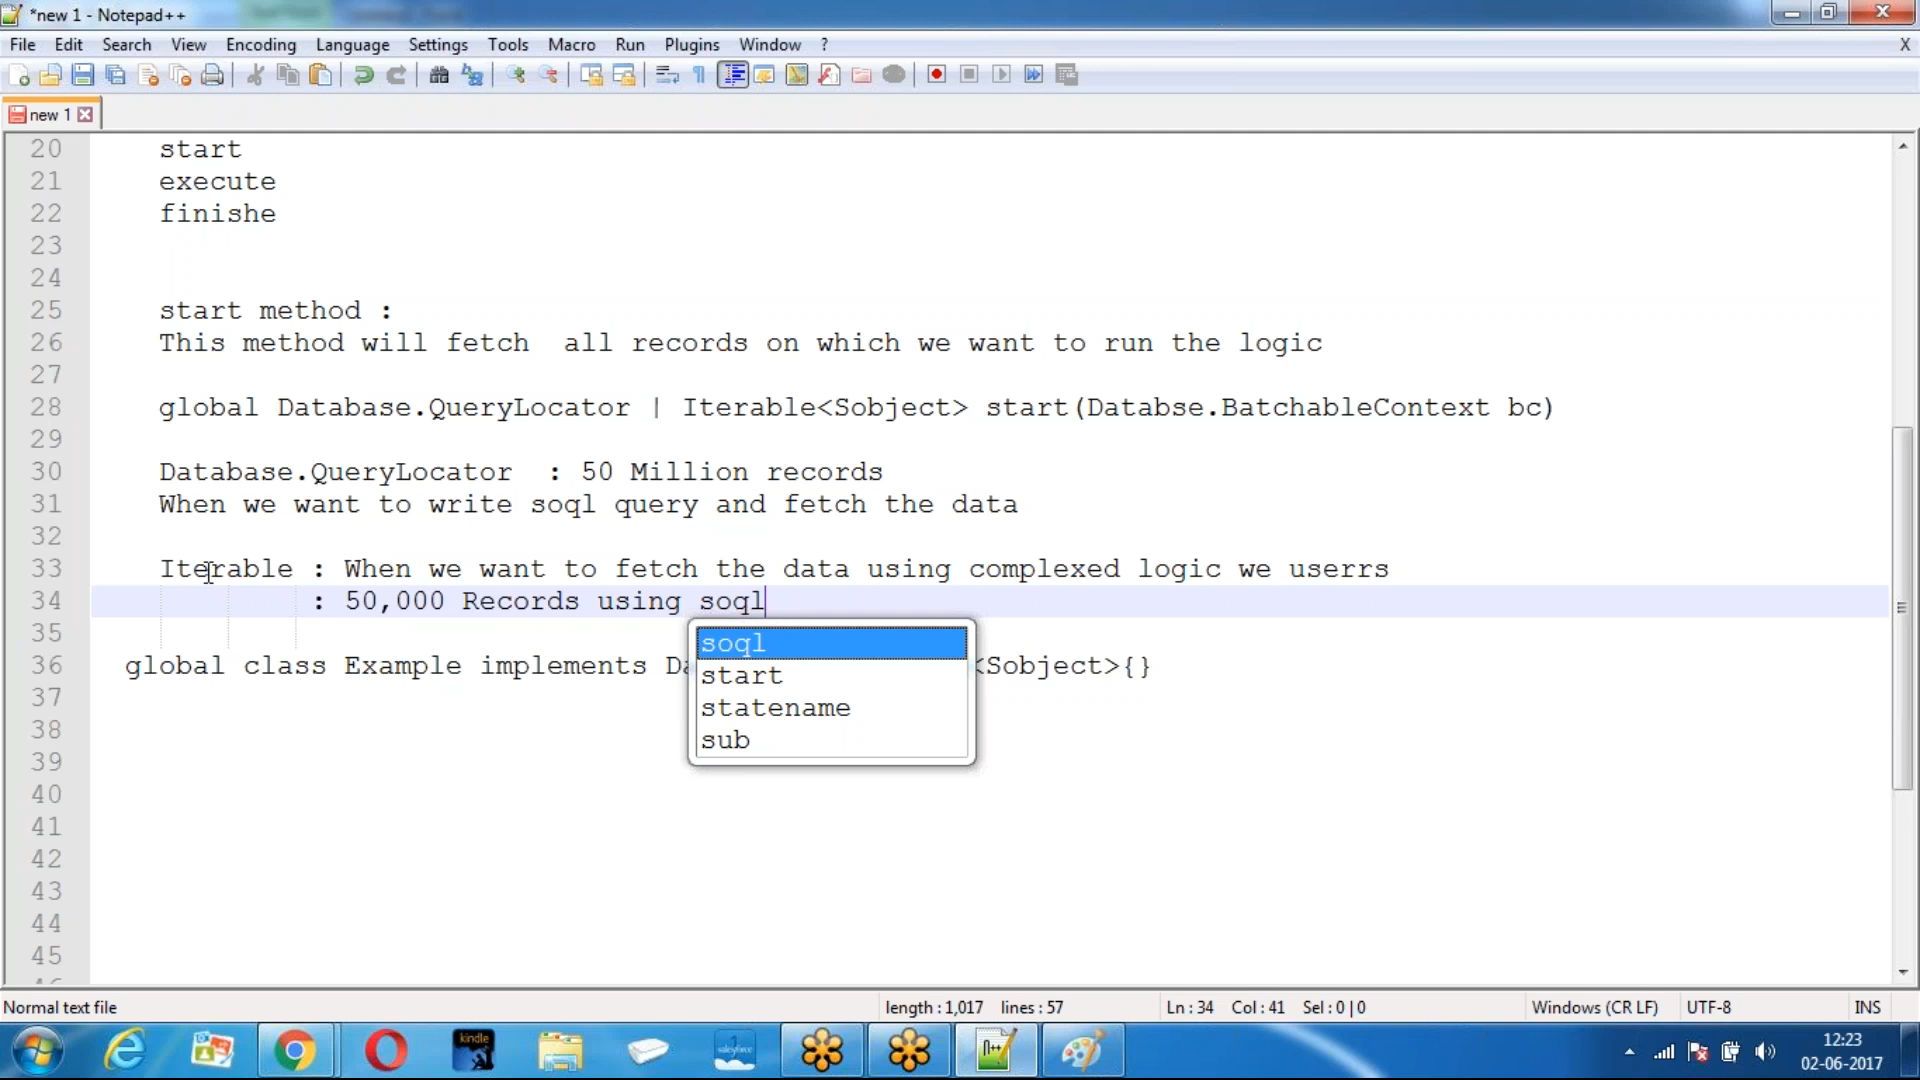 *new 1 - Notepad++
File Edit Search View Encoding Language Settings Tools Macro Run Plugins Window ? X
new 1
20 start
21 execute
22 finishe
23
24
25 start method :
26 This method will fetch  all records on which we want to run the logic
27
28 global Database.QueryLocator | Iterable<Sobject> start(Databse.BatchableContext bc)
29
30 Database.QueryLocator  : 50 Million records
31 When we want to write soql query and fetch the data
32
33 Iterable : When we want to fetch the data using complexed logic we userrs
34 : 50,000 Records using soql
35
soql
36 global class Example implements Da <Sobject>{}
start
37
statename
38
sub
39
40
41
42
43
44
45
Normal text file length : 1,017 lines : 57 Ln : 34 Col : 41 Sel : 0 | 0 Windows (CR LF) UTF-8 INS
kindle
salesforce
12:23
02-06-2017